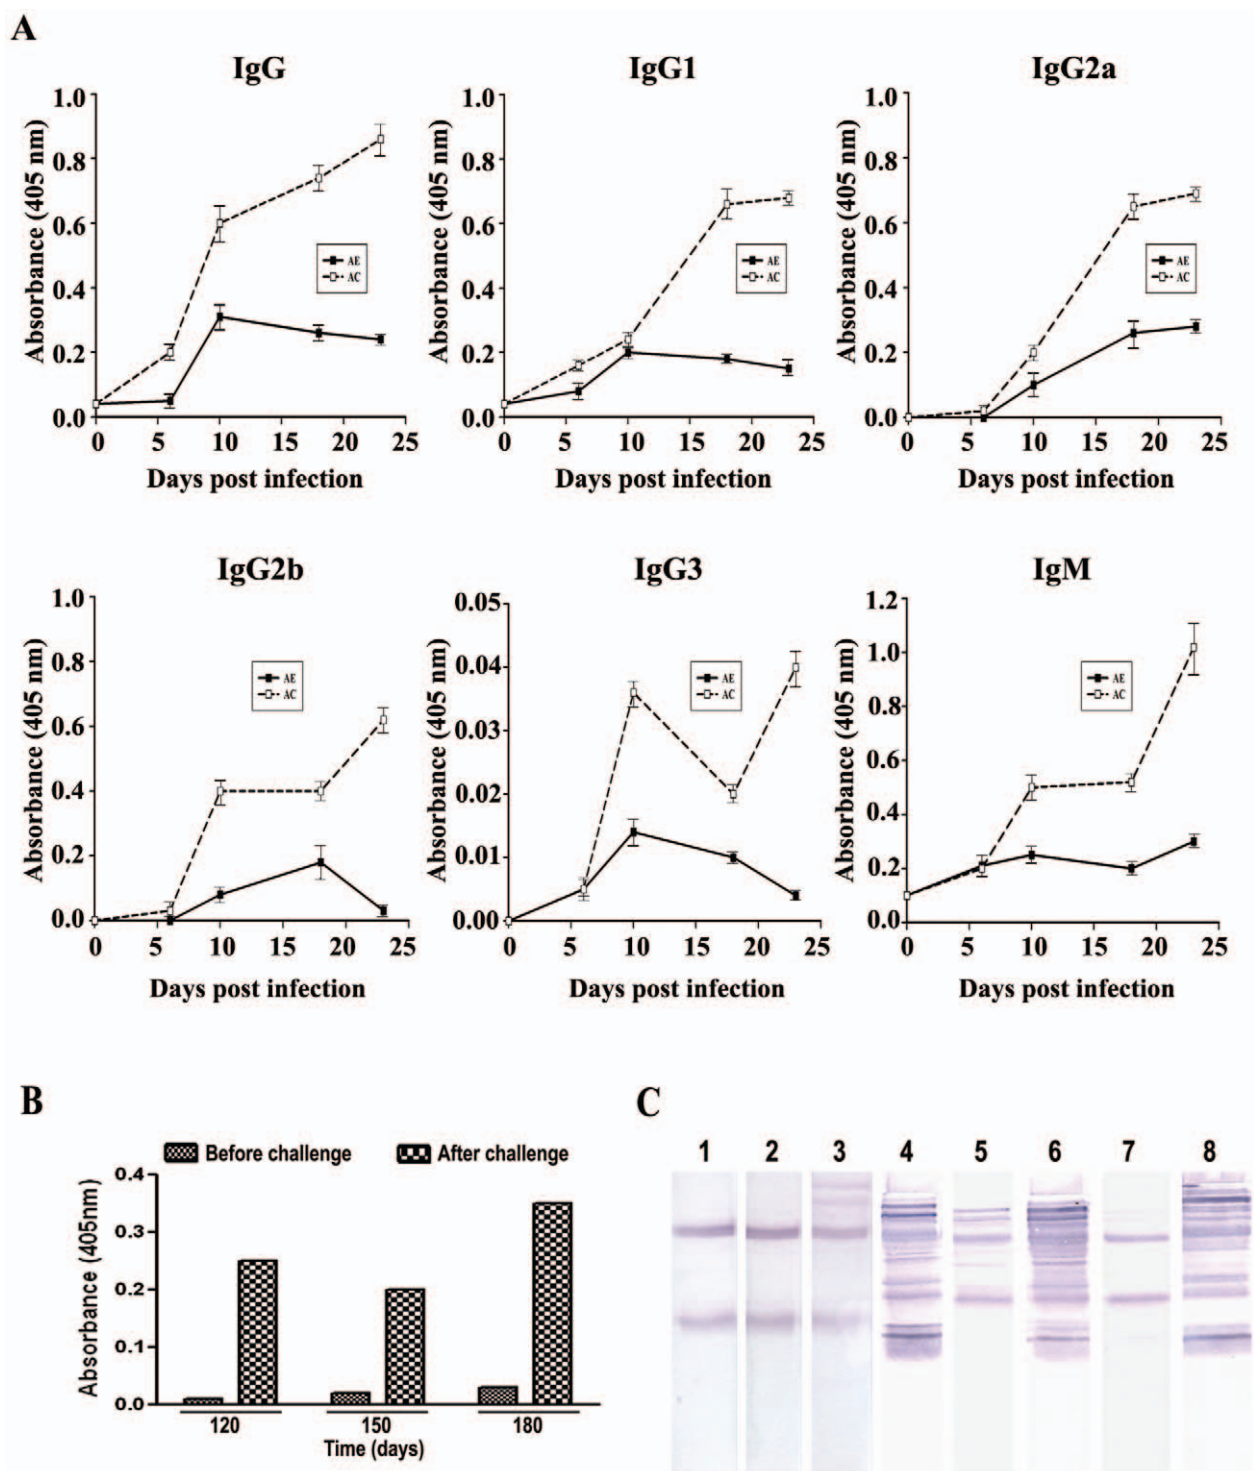 A
IgG
IgG1
IgG2a
1.0
0.8
0.6
0.4
0.2
0.0
Absorbance (405 nm)
AE
AC
0 5 10 15 20 25
Days post infection
1.0
0.8
0.6
0.4
0.2
0.0
Absorbance (405 nm)
AE
AC
0 5 10 15 20 25
Days post infection
1.0
0.8
0.6
0.4
0.2
0.0
Absorbance (405 nm)
AE
AC
0 5 10 15 20 25
Days post infection
IgG2b
IgG3
IgM
1.0
0.8
0.6
0.4
0.2
0.0
Absorbance (405 nm)
AE
AC
0 5 10 15 20 25
Days post infection
0.05
0.04
0.03
0.02
0.01
0.00
Absorbance (405 nm)
AE
AC
0 5 10 15 20 25
Days post infection
1.2
1.0
0.8
0.6
0.4
0.2
0.0
Absorbance (405 nm)
AE
AC
0 5 10 15 20 25
Days post infection
B
Before challenge
After challenge
0.4
0.3
0.2
0.1
0.0
Absorbance (405nm)
120 150 180
Time (days)
C
1 2 3 4 5 6 7 8